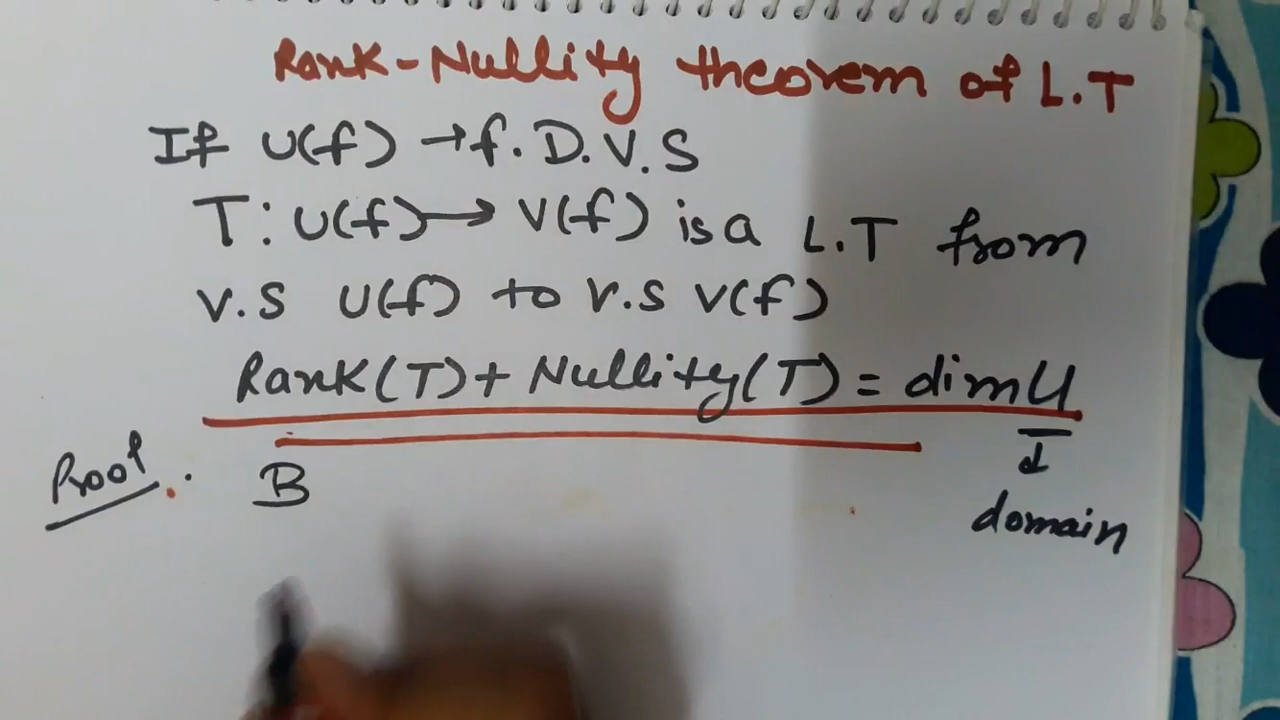 Rank-Nullity theorem of L.T
If U(f) → f.D.V.S
T: U(f) → V(f) is a L.T from
V.S U(f) to V.S V(f)
Rank(T) + Nullity(T) = dim U
↓
domain
Proof. B